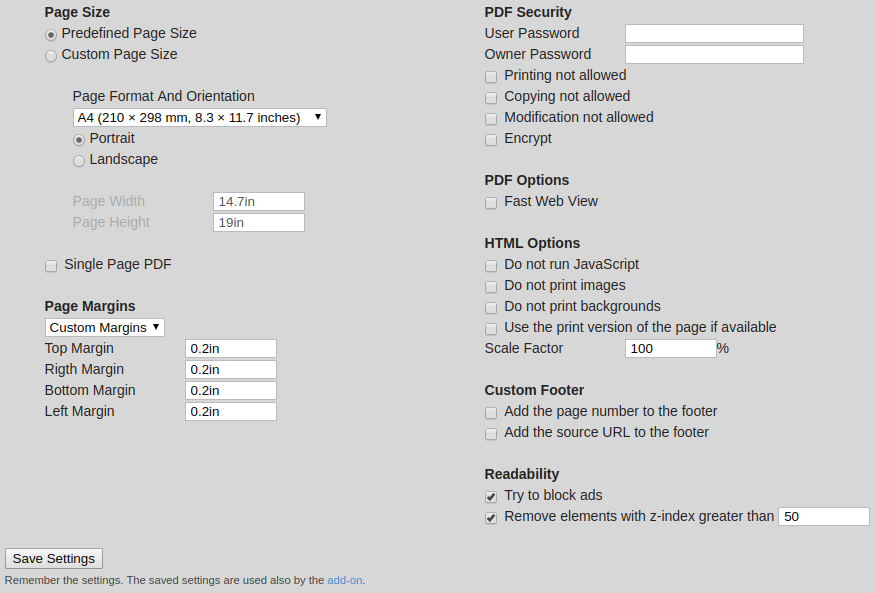 Page Size
Predefined Page Size
Custom Page Size
Page Format And Orientation
A4 (210 × 298 mm, 8.3 × 11.7 inches)
Portrait
Landscape
Page Width 14.7in
Page Height 19in
Single Page PDF
Page Margins
Custom Margins
Top Margin 0.2in
Rigth Margin 0.2in
Bottom Margin 0.2in
Left Margin 0.2in
PDF Security
User Password
Owner Password
Printing not allowed
Copying not allowed
Modification not allowed
Encrypt
PDF Options
Fast Web View
HTML Options
Do not run JavaScript
Do not print images
Do not print backgrounds
Use the print version of the page if available
Scale Factor 100 %
Custom Footer
Add the page number to the footer
Add the source URL to the footer
Readability
Try to block ads
Remove elements with z-index greater than 50
Save Settings
Remember the settings. The saved settings are used also by the add-on.